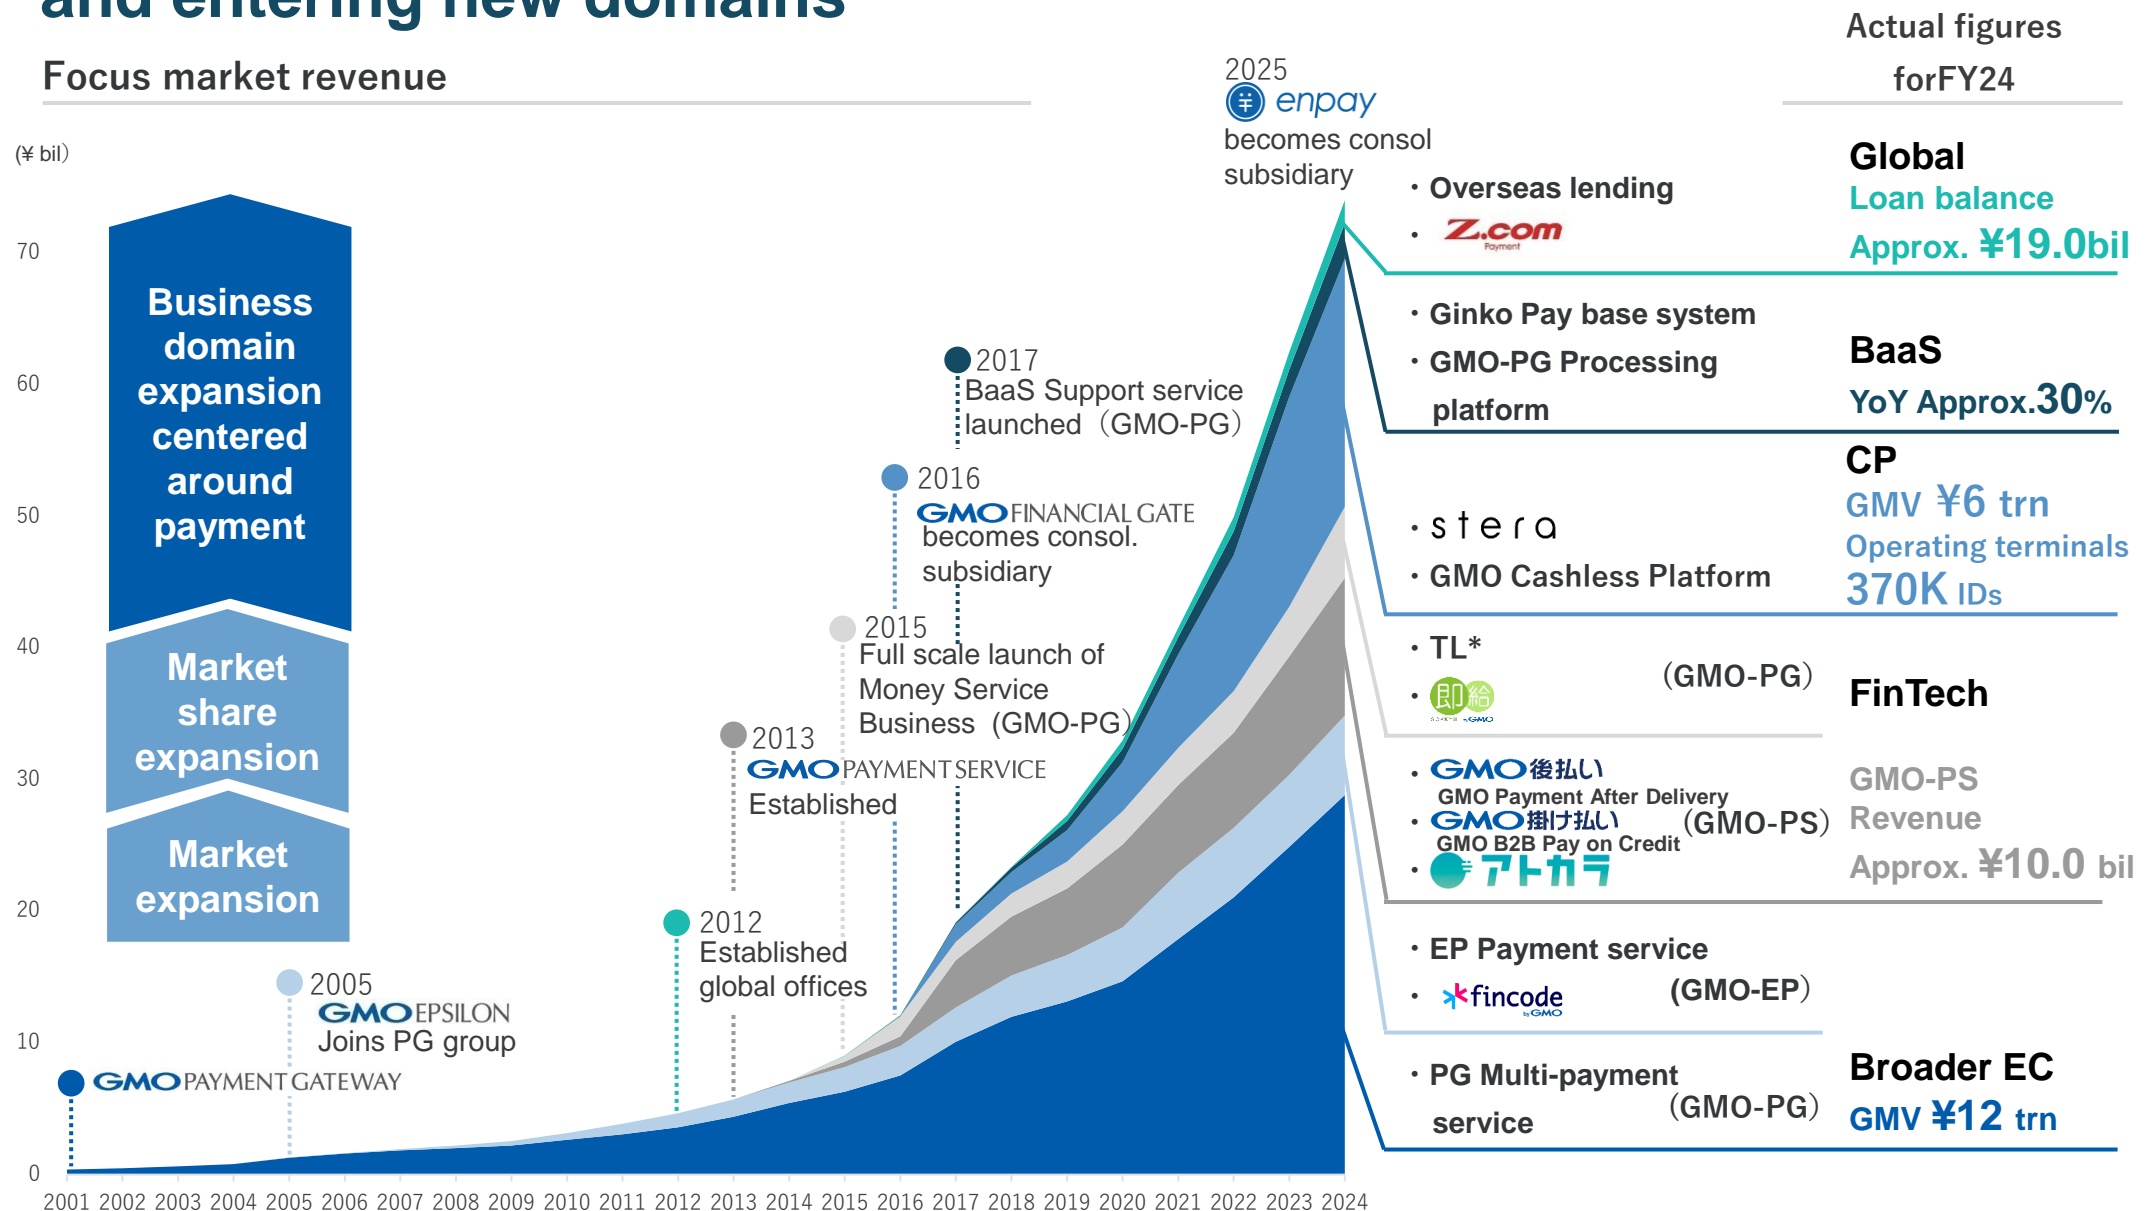 and entering new domains
Focus market revenue
Actual figures
forFY24
(¥ bil)
70
60
50
40
30
20
10
0
Business
domain
expansion
centered
around
payment
Market
share
expansion
Market
expansion
GMO PAYMENT GATEWAY
2005
GMO EPSILON
Joins PG group
2012
Established
global offices
2013
GMO PAYMENT SERVICE
Established
2015
Full scale launch of
Money Service
Business (GMO-PG)
2016
GMO FINANCIAL GATE
becomes consol.
subsidiary
2017
BaaS Support service
launched（GMO-PG）
2025
enpay
becomes consol
subsidiary
・Overseas lending
・Z.com
Payment
Global
Loan balance
Approx. ¥19.0bil
・Ginko Pay base system
・GMO-PG Processing
platform
BaaS
YoY Approx.30%
・stera
・GMO Cashless Platform
CP
GMV ¥6 trn
Operating terminals
370K IDs
・TL*
（GMO-PG）
・即給
by GMO
FinTech
・GMO後払い
GMO Payment After Delivery
・GMO掛け払い
（GMO-PS）
GMO B2B Pay on Credit
・アトカラ
GMO-PS
Revenue
Approx. ¥10.0 bil
・EP Payment service
・fincode
by GMO
(GMO-EP）
・PG Multi-payment
service
（GMO-PG）
Broader EC
GMV ¥12 trn
2001 2002 2003 2004 2005 2006 2007 2008 2009 2010 2011 2012 2013 2014 2015 2016 2017 2018 2019 2020 2021 2022 2023 2024